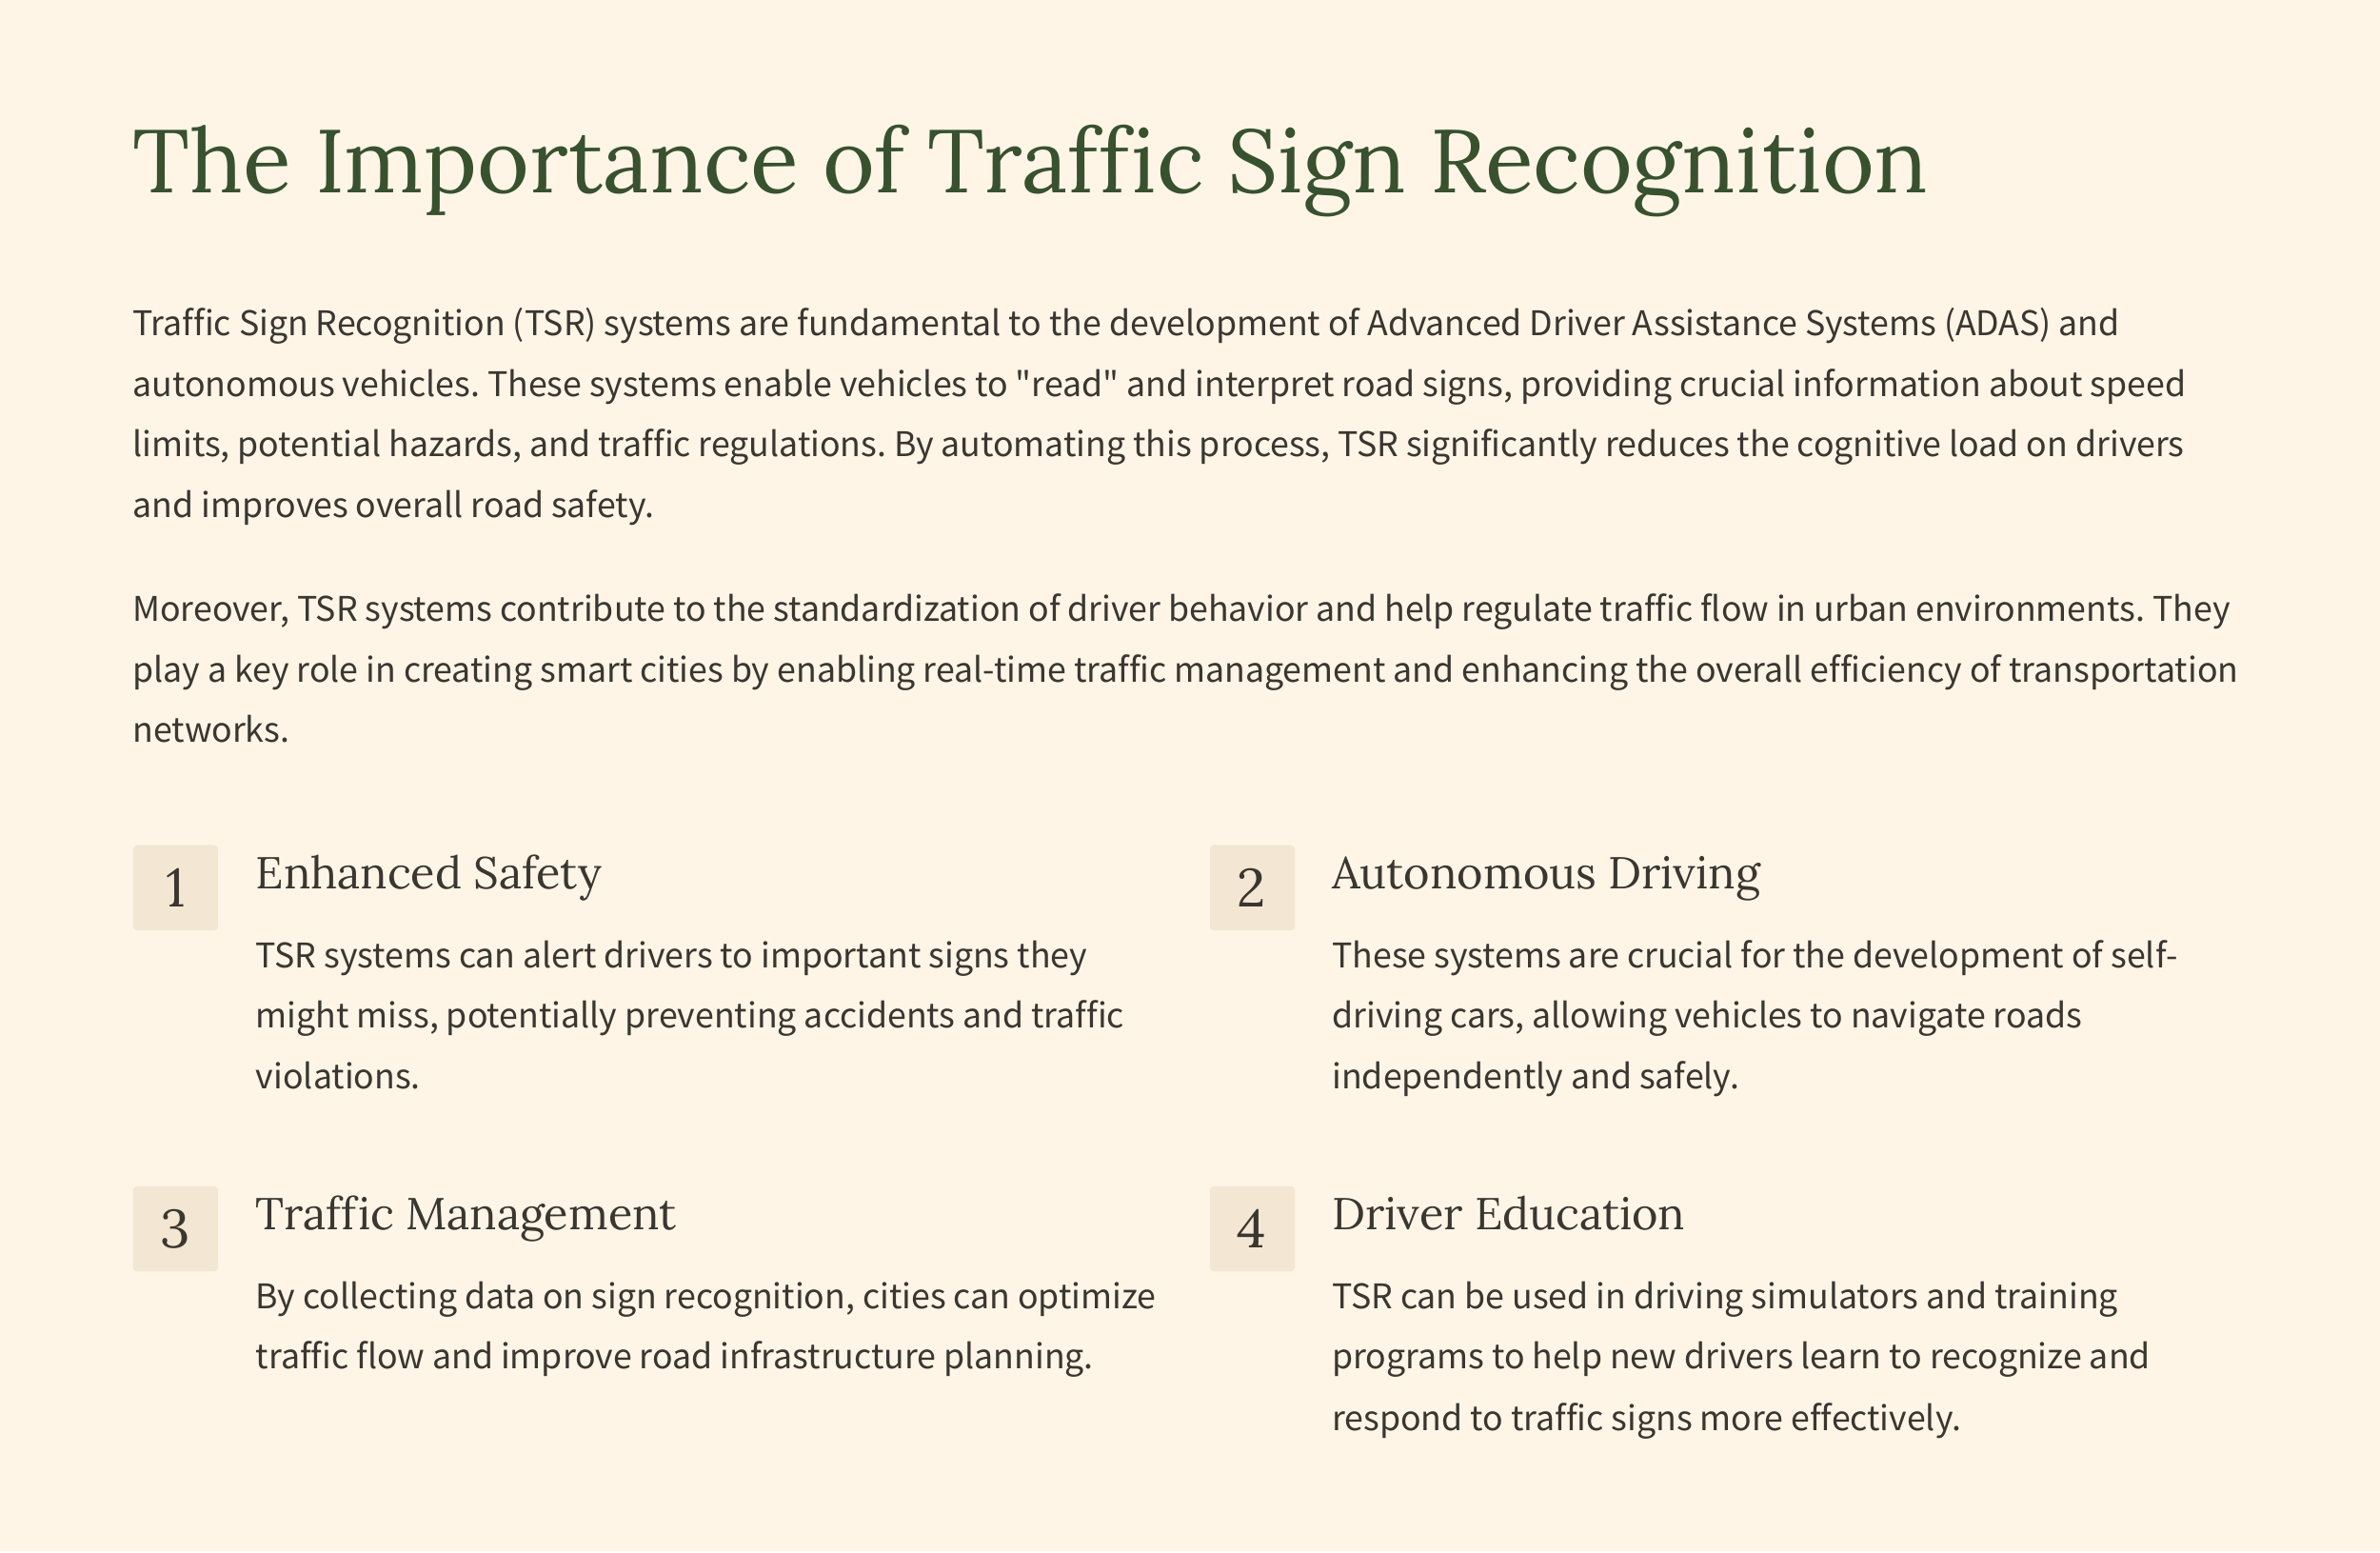 The Importance of Traffic Sign Recognition
Traffic Sign Recognition (TSR) systems are fundamental to the development of Advanced Driver Assistance Systems (ADAS) and
autonomous vehicles. These systems enable vehicles to "read" and interpret road signs, providing crucial information about speed
limits, potential hazards, and traffic regulations. By automating this process, TSR significantly reduces the cognitive load on drivers
and improves overall road safety.
Moreover, TSR systems contribute to the standardization of driver behavior and help regulate traffic flow in urban environments. They
play a key role in creating smart cities by enabling real-time traffic management and enhancing the overall efficiency of transportation
networks.
1
Enhanced Safety
TSR systems can alert drivers to important signs they
might miss, potentially preventing accidents and traffic
violations.
2
Autonomous Driving
These systems are crucial for the development of self-
driving cars, allowing vehicles to navigate roads
independently and safely.
3
Traffic Management
By collecting data on sign recognition, cities can optimize
traffic flow and improve road infrastructure planning.
4
Driver Education
TSR can be used in driving simulators and training
programs to help new drivers learn to recognize and
respond to traffic signs more effectively.